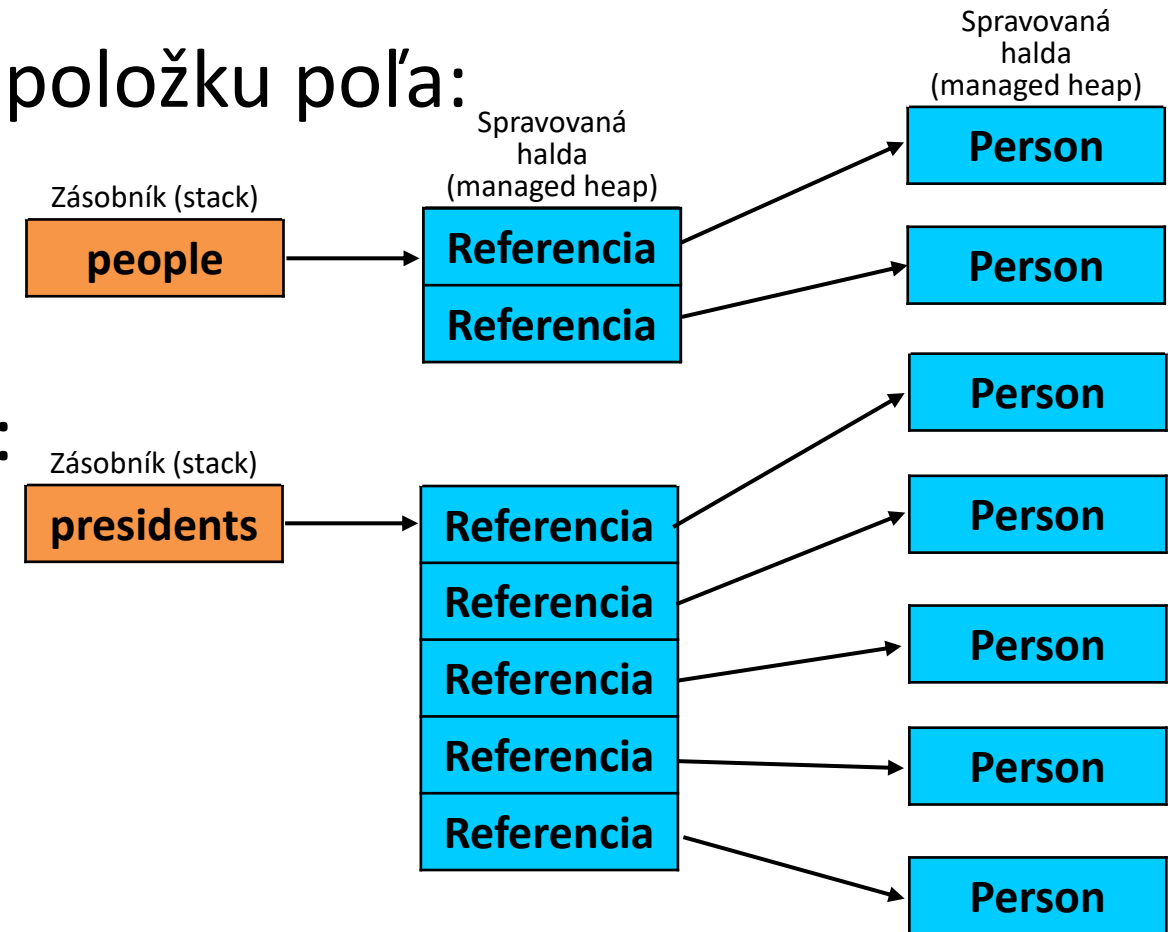 položku poľa:
Spravovaná
halda
(managed heap)
Spravovaná
halda
(managed heap)
Zásobník (stack)
people
Referencia
Referencia
Person
Person
:
Zásobník (stack)
presidents
Referencia
Referencia
Referencia
Referencia
Referencia
Person
Person
Person
Person
Person